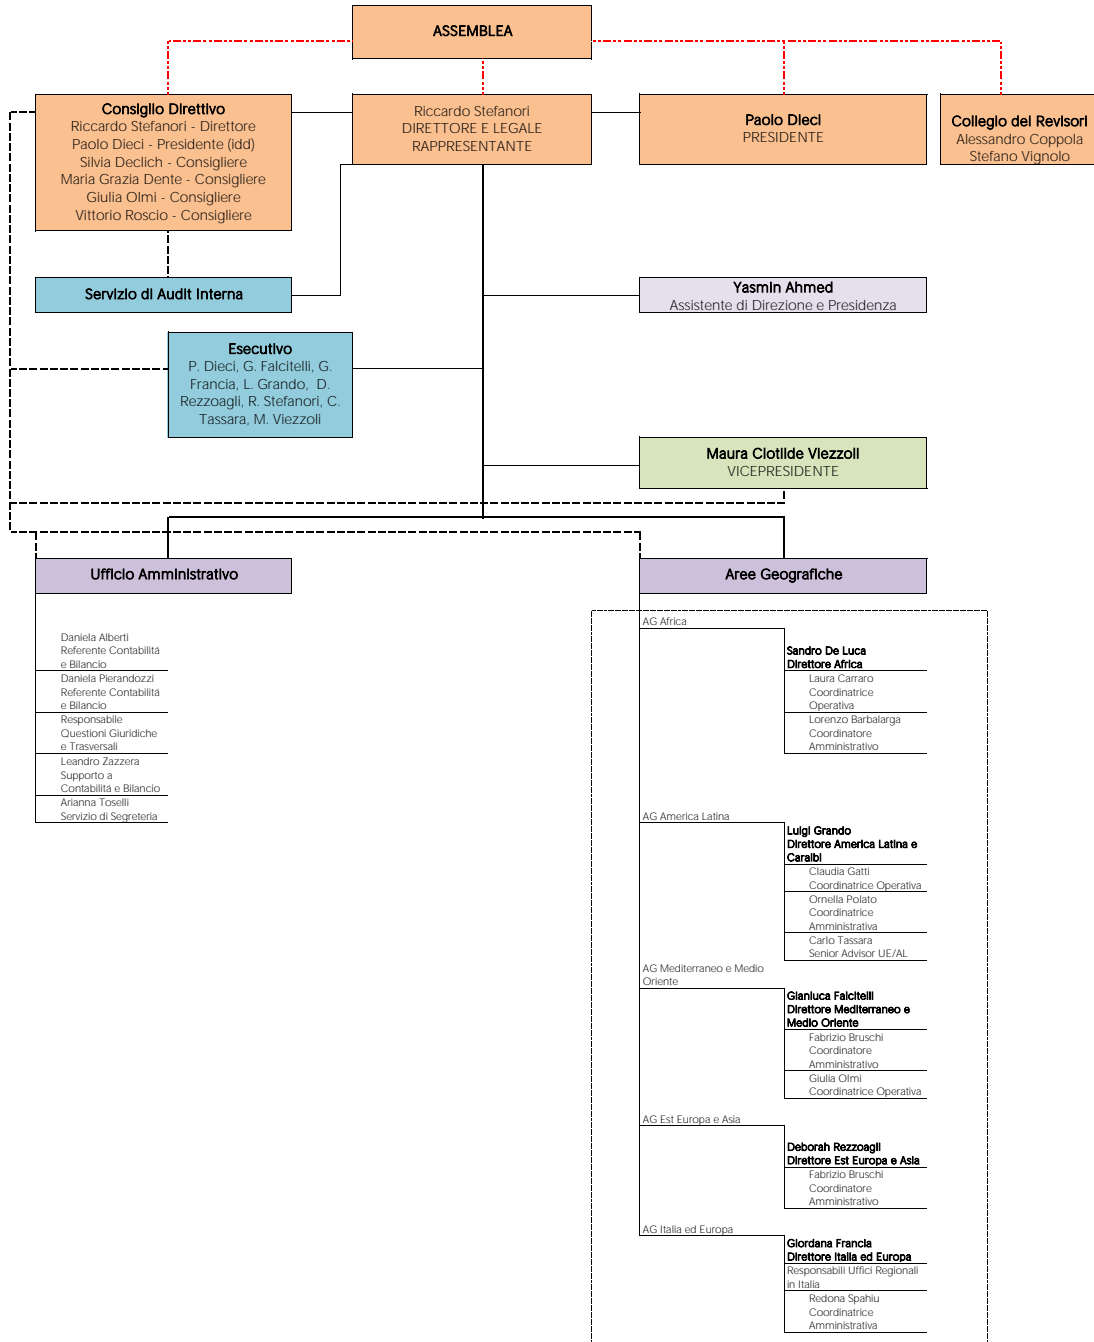 ASSEMBLEA
Consiglio Direttivo
Riccardo Stefanori - Direttore
Paolo Dieci - Presidente (idd)
Silvia Declich - Consigliere
Maria Grazia Dente - Consigliere
Giulia Olmi - Consigliere
Vittorio Roscio - Consigliere
Riccardo Stefanori
DIRETTORE E LEGALE
RAPPRESENTANTE
Paolo Dieci
PRESIDENTE
Collegio dei Revisori
Alessandro Coppola
Stefano Vignolo
Servizio di Audit Interna
Yasmin Ahmed
Assistente di Direzione e Presidenza
Esecutivo
P. Dieci, G. Falcitelli, G.
Francia, L. Grando, D.
Rezzoagli, R. Stefanori, C.
Tassara, M. Viezzoli
Maura Clotilde Viezzoli
VICEPRESIDENTE
Ufficio Amministrativo
Daniela Alberti
Referente Contabilitá
e Bilancio
Daniela Pierandozzi
Referente Contabilitá
e Bilancio
Responsabile
Questioni Giuridiche
e Trasversali
Leandro Zazzera
Supporto a
Contabilitá e Bilancio
Arianna Toselli
Servizio di Segreteria
Aree Geografiche
AG Africa
Sandro De Luca
Direttore Africa
Laura Carraro
Coordinatrice
Operativa
Lorenzo Barbalarga
Coordinatore
Amministrativo
AG America Latina
Luigi Grando
Direttore America Latina e
Caraibi
Claudia Gatti
Coordinatrice Operativa
Ornella Polato
Coordinatrice
Amministrativa
Carlo Tassara
Senior Advisor UE/AL
AG Mediterraneo e Medio
Oriente
Gianluca Falcitelli
Direttore Mediterraneo e
Medio Oriente
Fabrizio Bruschi
Coordinatore
Amministrativo
Giulia Olmi
Coordinatrice Operativa
AG Est Europa e Asia
Deborah Rezzoagli
Direttore Est Europa e Asia
Fabrizio Bruschi
Coordinatore
Amministrativo
AG Italia ed Europa
Giordana Francia
Direttore Italia ed Europa
Responsabili Uffici Regionali
in Italia
Redona Spahiu
Coordinatrice
Amministrativa